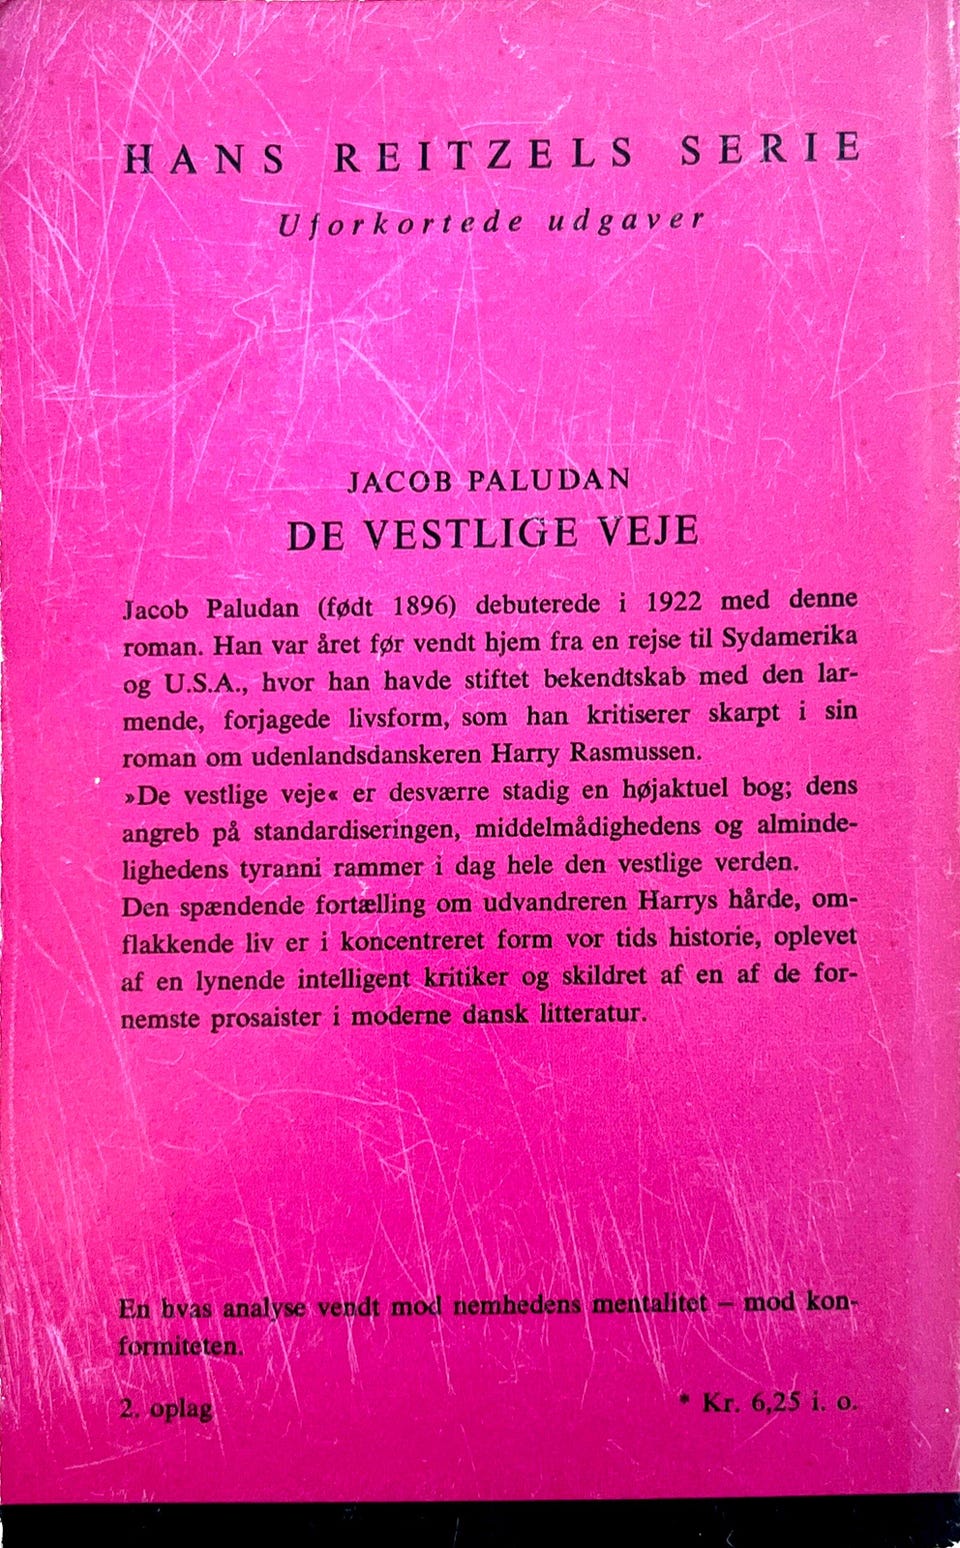 HANS REITZELS SERIE
Uforkortede udgaver
JACOB PALUDAN
DE VESTLIGE VEJE
Jacob Paludan (født 1896) debuterede i 1922 med denne
roman. Han var året før vendt hjem fra en rejse til Sydamerika
og U.S.A., hvor han havde stiftet bekendtskab med den lar-
mende, forjagede livsform, som han kritiserer skarpt i sin
roman om udenlandsdanskeren Harry Rasmussen.
»De vestlige veje« er desværre stadig en højaktuel bog; dens
angreb på standardiseringen, middelmådighedens og alminde-
lighedens tyranni rammer i dag hele den vestlige verden.
Den spændende fortælling om udvandreren Harrys hårde, om-
flakkende liv er i koncentreret form vor tids historie, oplevet
af en lynende intelligent kritiker og skildret af en af de for-
nemste prosaister i moderne dansk litteratur.
En hvas analyse vendt mod nemhedens mentalitet – mod kon-
formiteten.
2. oplag * Kr. 6,25 i. o.